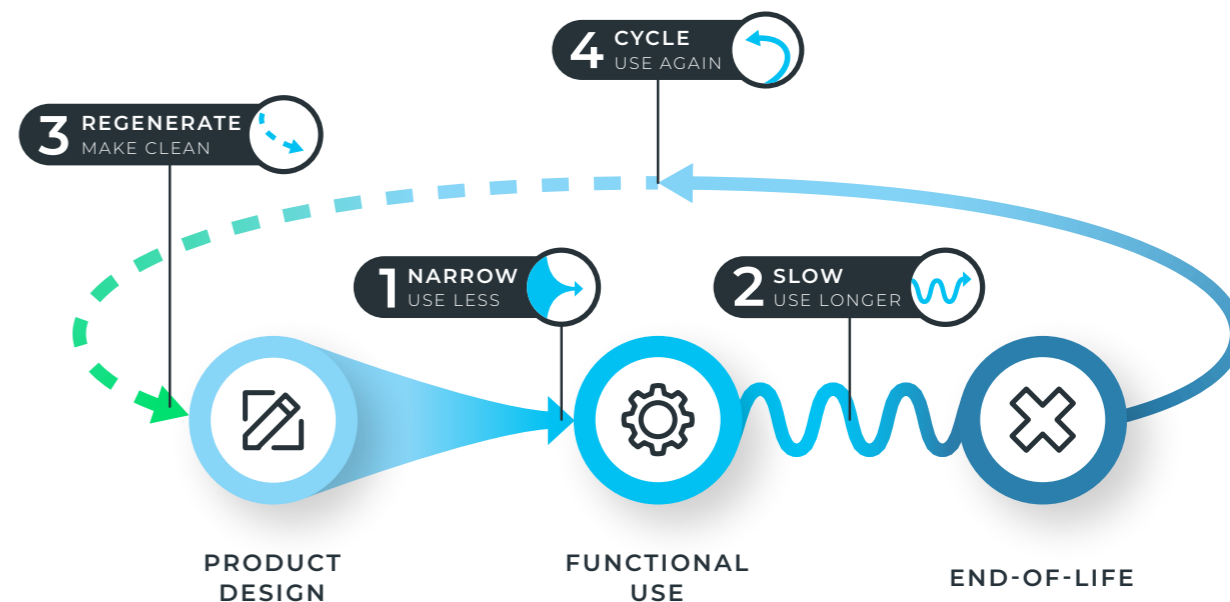 4 CYCLE
USE AGAIN
3 REGENERATE
MAKE CLEAN
1 NARROW
USE LESS
2 SLOW
USE LONGER
PRODUCT
DESIGN
FUNCTIONAL
USE
END-OF-LIFE